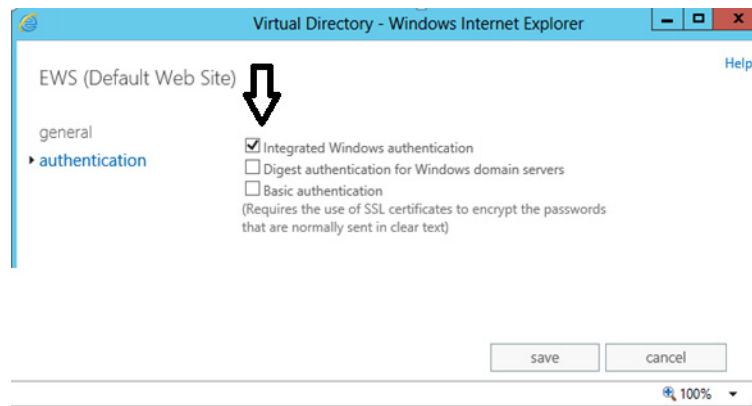 Virtual Directory - Windows Internet Explorer
Help
EWS (Default Web Site)
general
authentication
Integrated Windows authentication
Digest authentication for Windows domain servers
Basic authentication
(Requires the use of SSL certificates to encrypt the passwords
that are normally sent in clear text)
save
cancel
100%